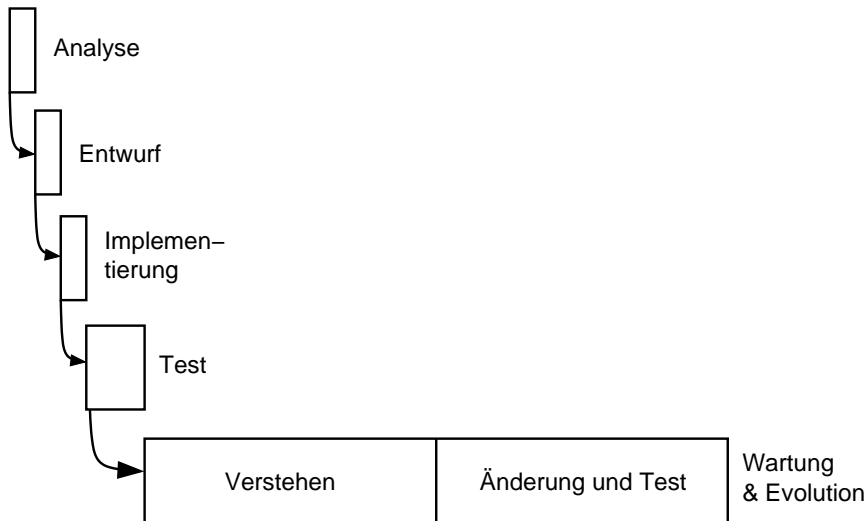 Analyse
Entwurf
Implemen−
tierung
Test
Verstehen
Änderung und Test
Wartung
& Evolution